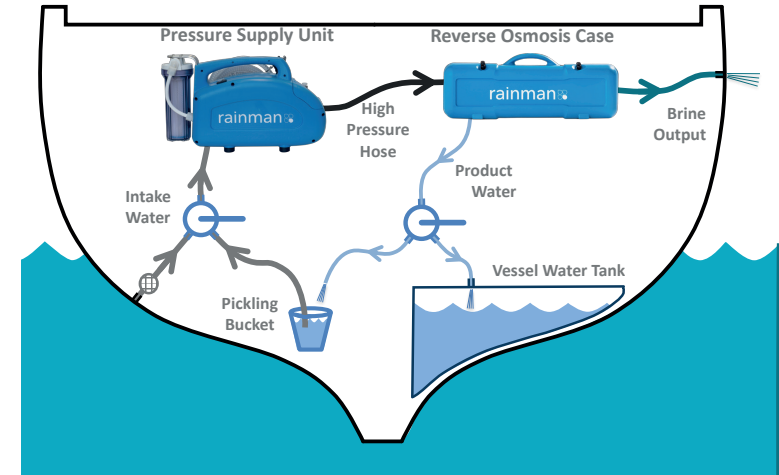 Pressure Supply Unit
Reverse Osmosis Case
rainman
rainman
High
Pressure
Hose
Brine
Output
Product
Water
Intake
Water
Vessel Water Tank
Pickling
Bucket